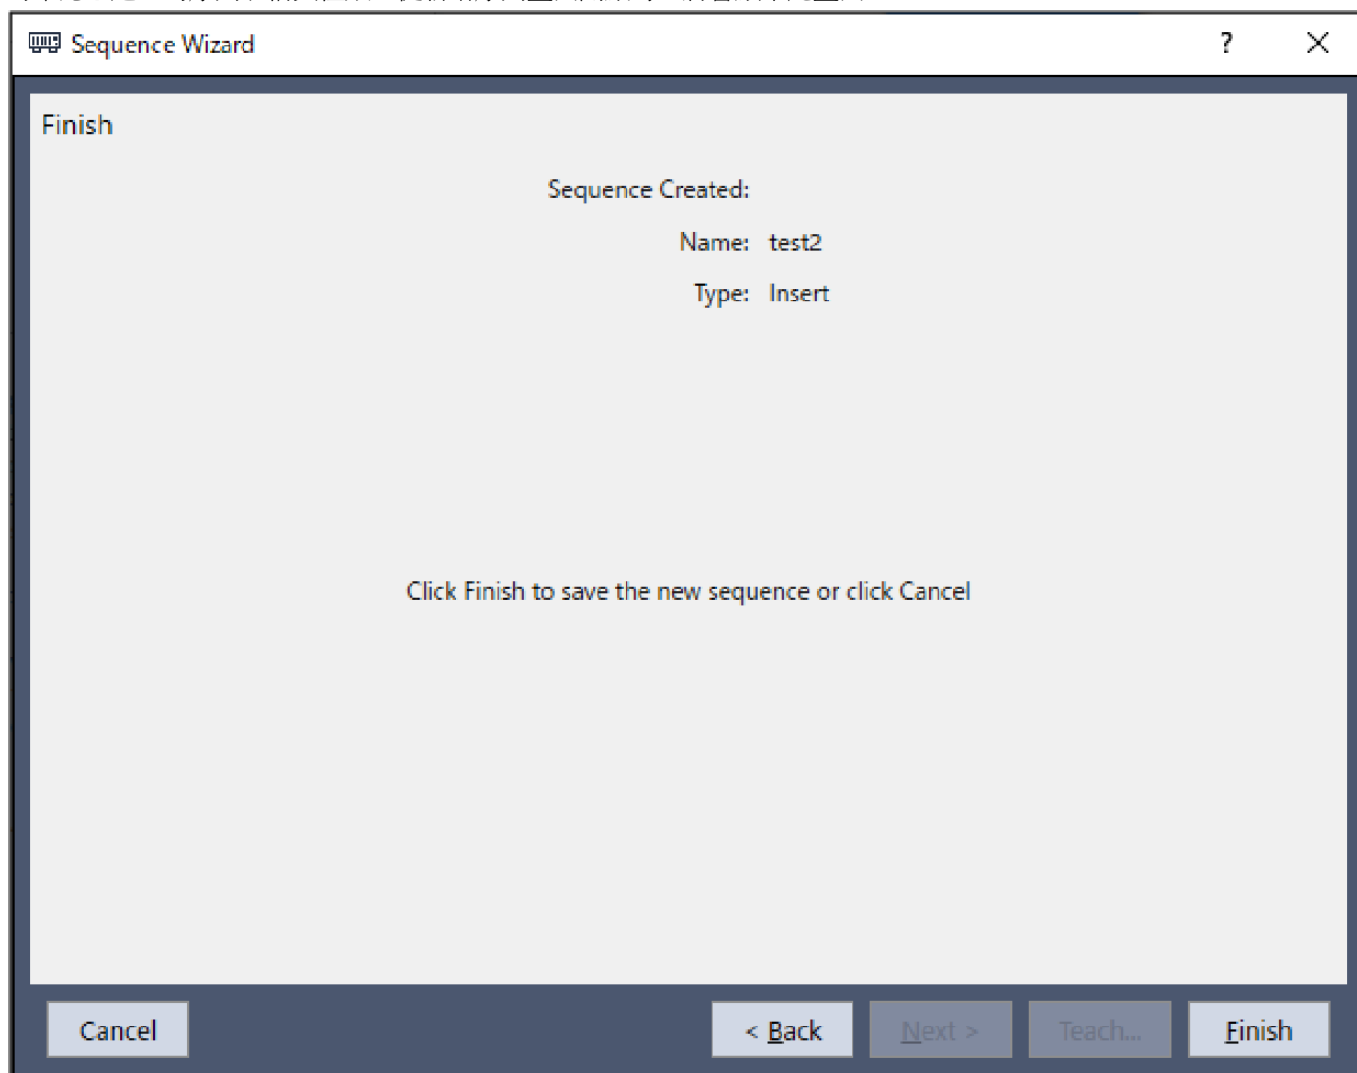 Sequence Wizard
?
Finish
Sequence Created:
Name: test2
Type: Insert
Click Finish to save the new sequence or click Cancel
Cancel
< Back
Next >
Teach...
Finish